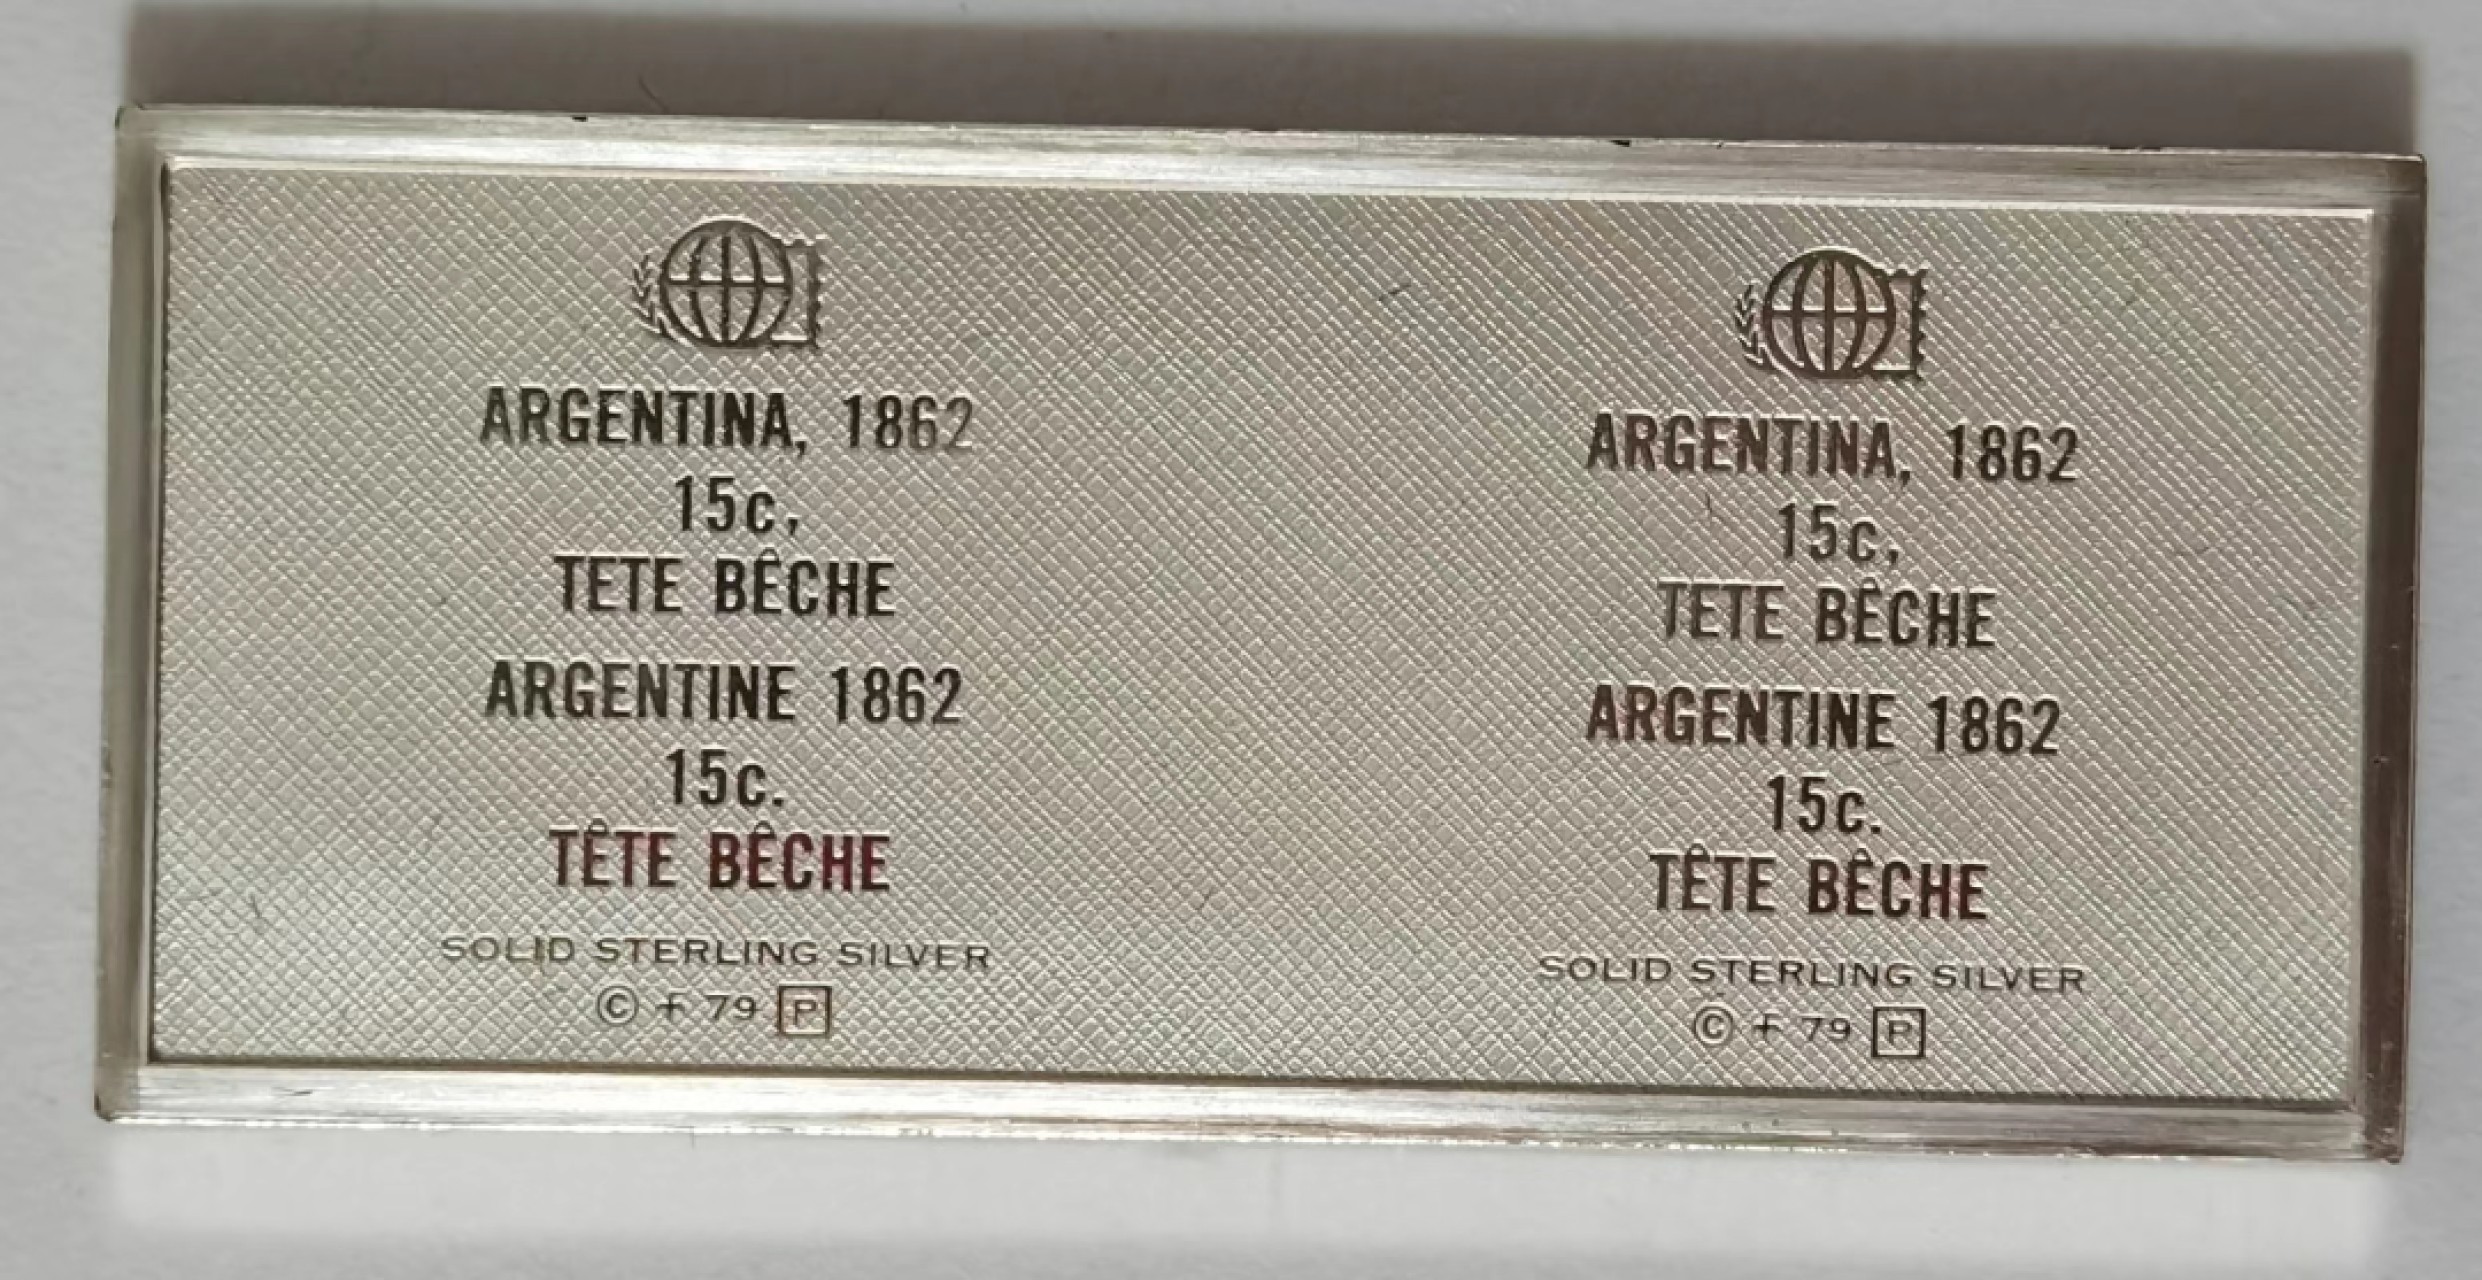 ARGENTINA, 1862
15c,
TETE BÊCHE
ARGENTINE 1862
15c.
TÊTE BÊCHE
SOLID STERLING SILVER
© f 79 P
ARGENTINA, 1862
15c,
TETE BÊCHE
ARGENTINE 1862
15c.
TÊTE BÊCHE
SOLID STERLING SILVER
© f 79 P